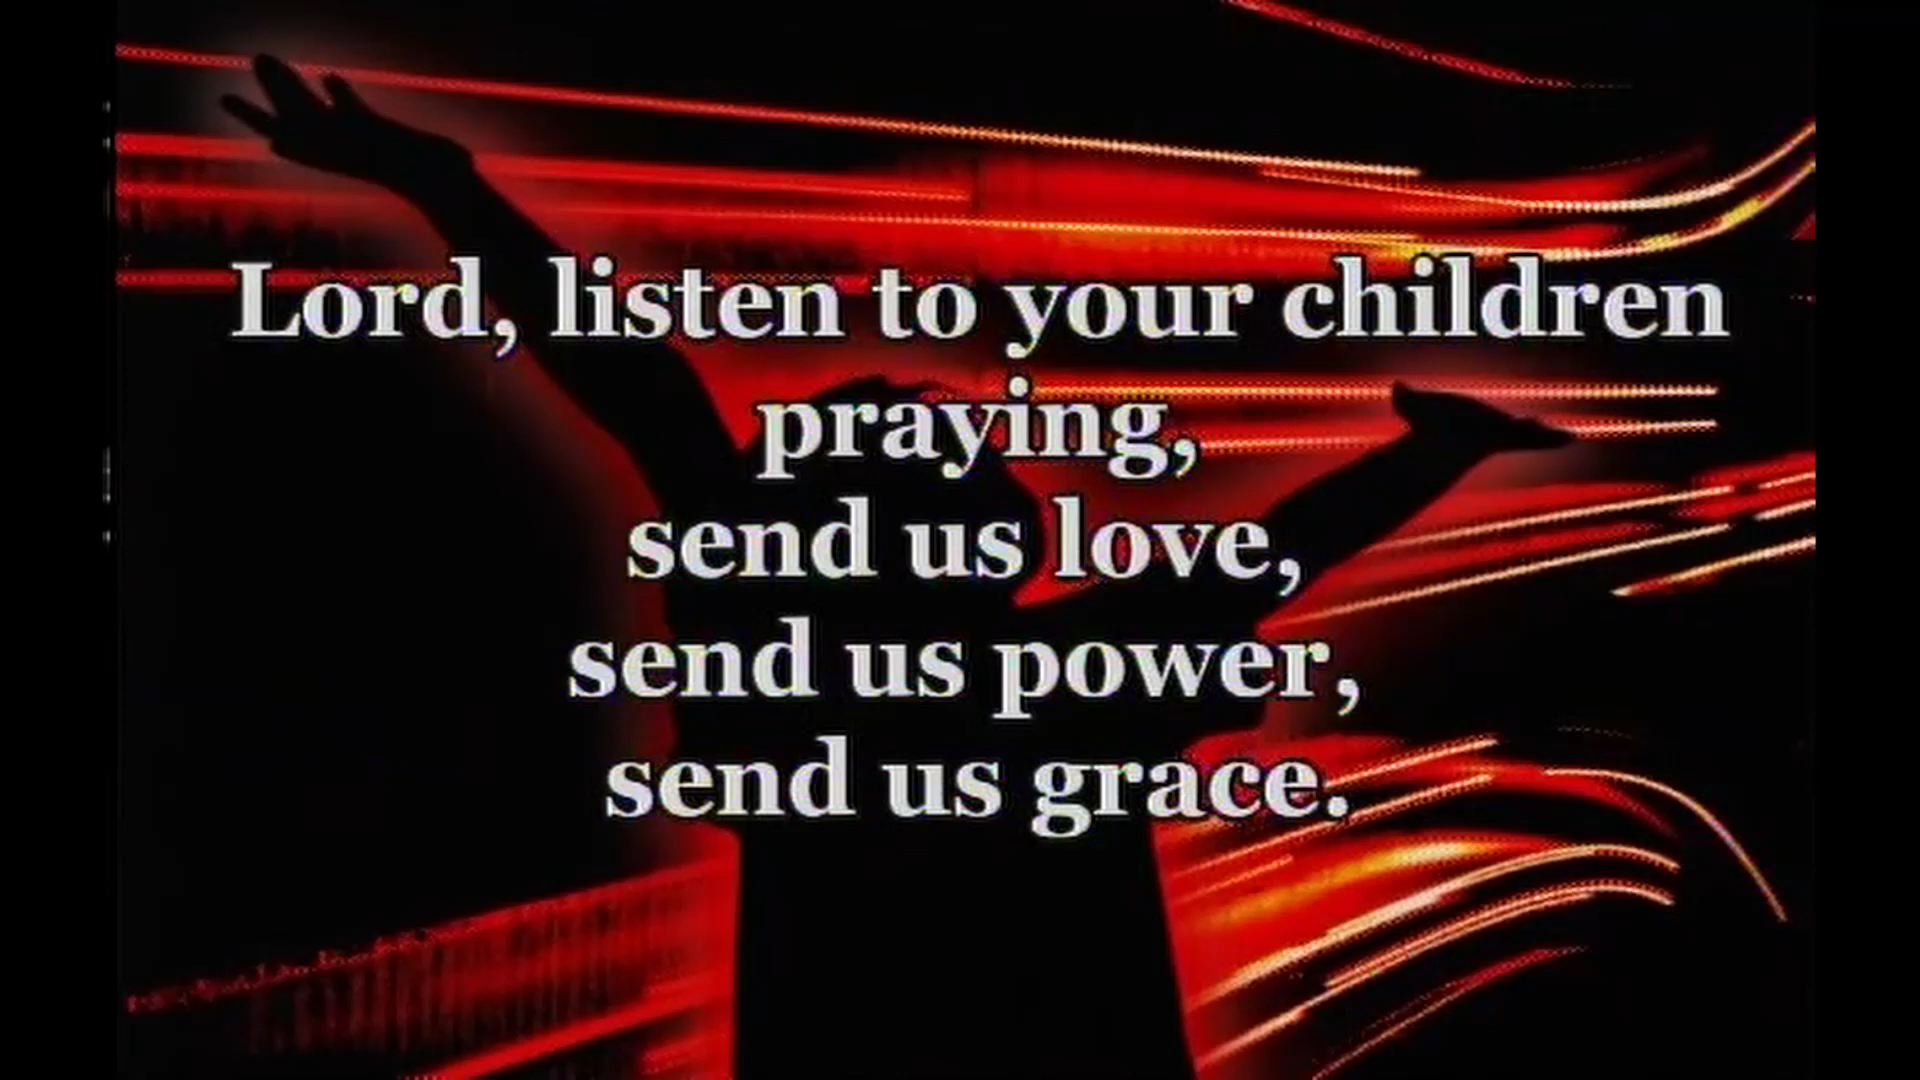 Lord, listen to your children
praying,
send us love,
send us power,
send us grace.